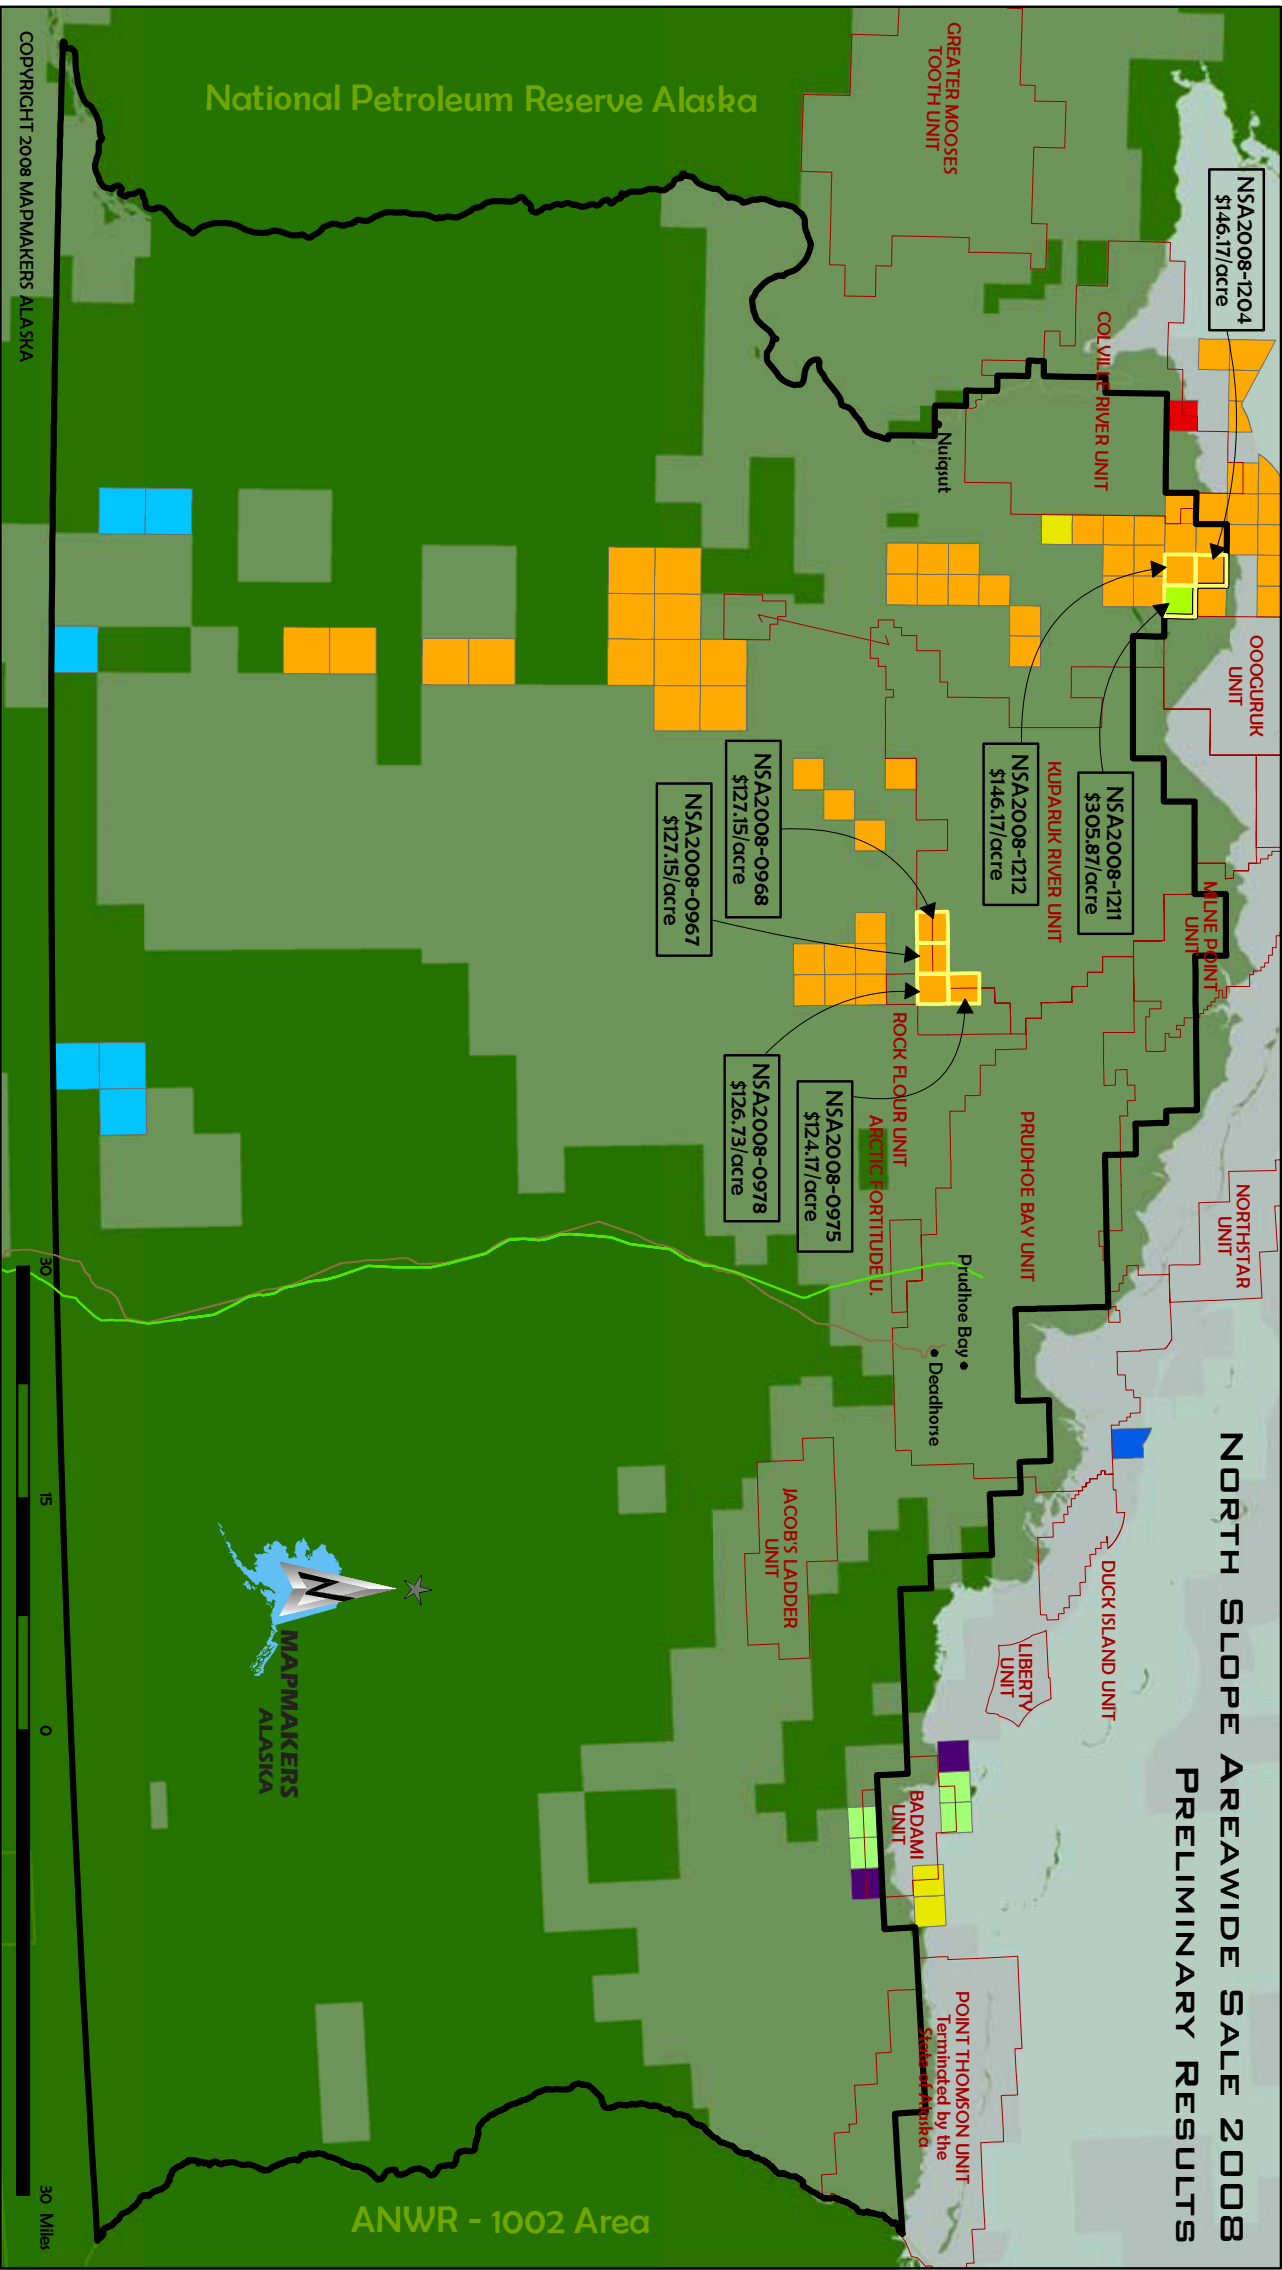 NORTH SLOPE AREAWIDE SALE 2008
PRELIMINARY RESULTS
NSA2008-1204
$146.17/acre
GREATER MOOSES
TOOTH UNIT
COLVILLE RIVER UNIT
Nuiqsut
National Petroleum Reserve Alaska
OOOGURUK
UNIT
NSA2008-1211
$305.87/acre
KUPARUK RIVER UNIT
NSA2008-1212
$146.17/acre
NSA2008-0968
$127.15/acre
NSA2008-0967
$127.15/acre
MILNE POINT
UNIT
ROCK FLOUR UNIT
NSA2008-0978
$126.73/acre
NSA2008-0975
$124.17/acre
ARCTIC FORTITUDE U.
PRUDHOE BAY UNIT
NORTHSTAR
UNIT
Prudhoe Bay
Deadhorse
JACOB'S LADDER
UNIT
DUCK ISLAND UNIT
LIBERTY
UNIT
BADAMI
UNIT
POINT THOMSON UNIT
Terminated by the
State of Alaska
ANWR - 1002 Area
N
MAPMAKERS
ALASKA
COPYRIGHT 2008 MAPMAKERS ALASKA
30 15 0 30 Miles